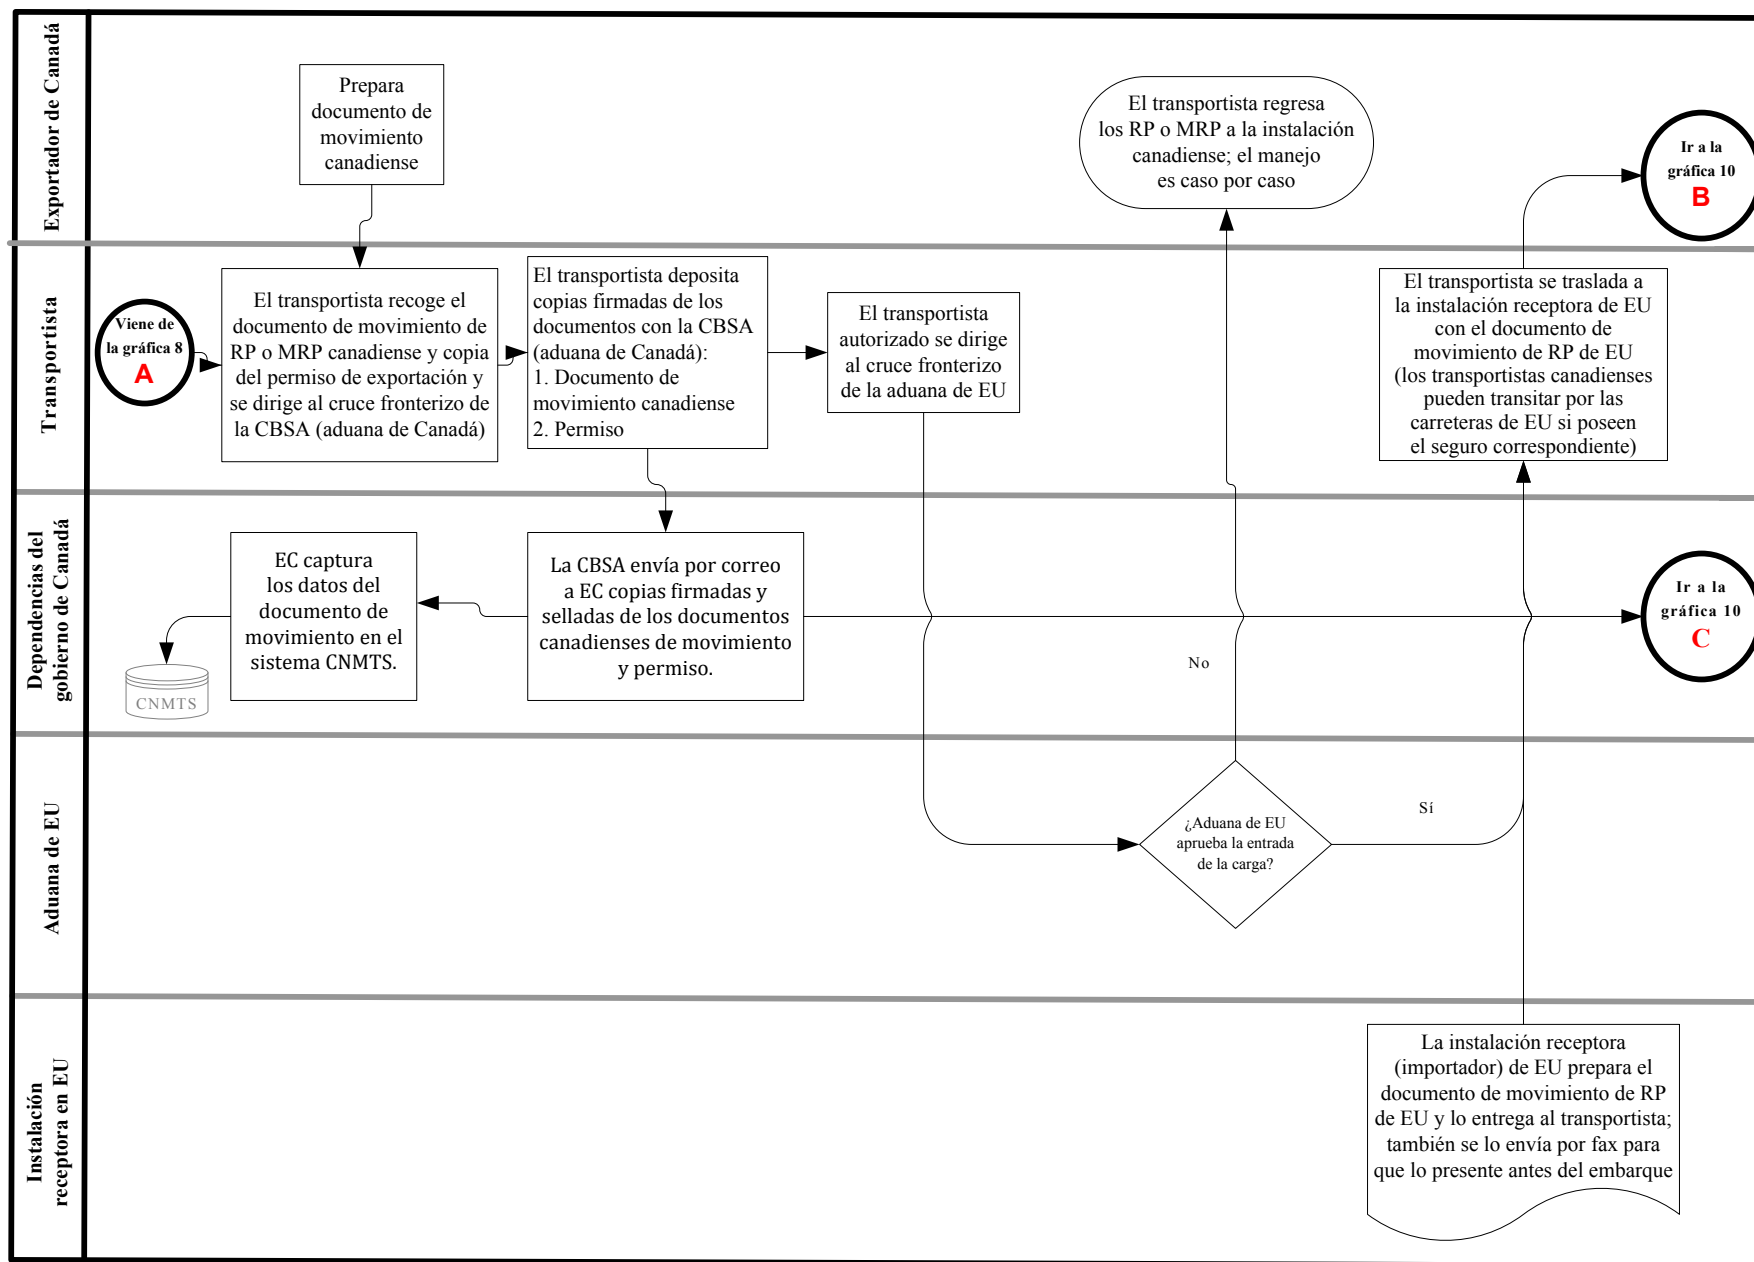 Exportador de Canadá
Prepara
documento de
movimiento
canadiense
El transportista regresa
los RP o MRP a la instalación
canadiense; el manejo
es caso por caso
Ir a la
gráfica 10
B
Transportista
Viene de
la gráfica 8
A
El transportista recoge el
documento de movimiento de
RP o MRP canadiense y copia
del permiso de exportación y
se dirige al cruce fronterizo de
la CBSA (aduana de Canadá)
El transportista deposita
copias firmadas de los
documentos con la CBSA
(aduana de Canadá):
1. Documento de
movimiento canadiense
2. Permiso
El transportista
autorizado se dirige
al cruce fronterizo
de la aduana de EU
El transportista se traslada a
la instalación receptora de EU
con el documento de
movimiento de RP de EU
(los transportistas canadienses
pueden transitar por las
carreteras de EU si poseen
el seguro correspondiente)
Dependencias del
gobierno de Canadá
EC captura
los datos del
documento de
movimiento en el
sistema CNMTS.
CNMTS
La CBSA envía por correo
a EC copias firmadas y
selladas de los documentos
canadienses de movimiento
y permiso.
No
Ir a la
gráfica 10
C
Aduana de EU
¿Aduana de EU
aprueba la entrada
de la carga?
Sí
Instalación
receptora en EU
La instalación receptora
(importador) de EU prepara el
documento de movimiento de RP
de EU y lo entrega al transportista;
también se lo envía por fax para
que lo presente antes del embarque